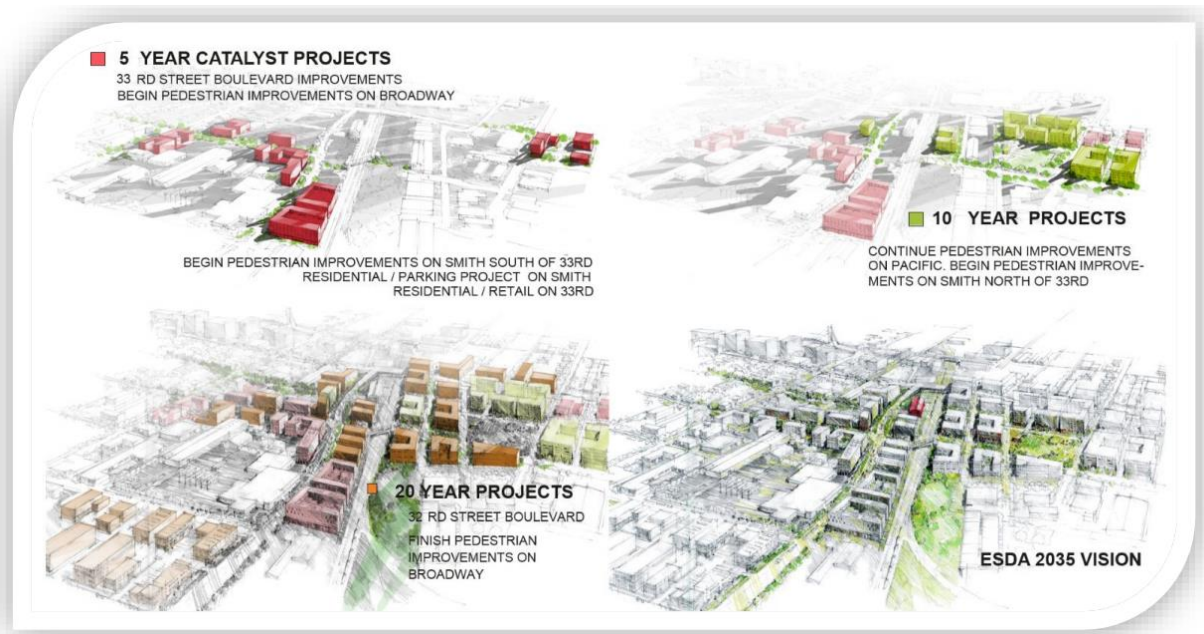 5 YEAR CATALYST PROJECTS
33 RD STREET BOULEVARD IMPROVEMENTS
BEGIN PEDESTRIAN IMPROVEMENTS ON BROADWAY
BEGIN PEDESTRIAN IMPROVEMENTS ON SMITH SOUTH OF 33RD
RESIDENTIAL / PARKING PROJECT ON SMITH
RESIDENTIAL / RETAIL ON 33RD
10 YEAR PROJECTS
CONTINUE PEDESTRIAN IMPROVEMENTS
ON PACIFIC. BEGIN PEDESTRIAN IMPROVE-
MENTS ON SMITH NORTH OF 33RD
20 YEAR PROJECTS
32 RD STREET BOULEVARD
FINISH PEDESTRIAN
IMPROVEMENTS ON
BROADWAY
ESDA 2035 VISION